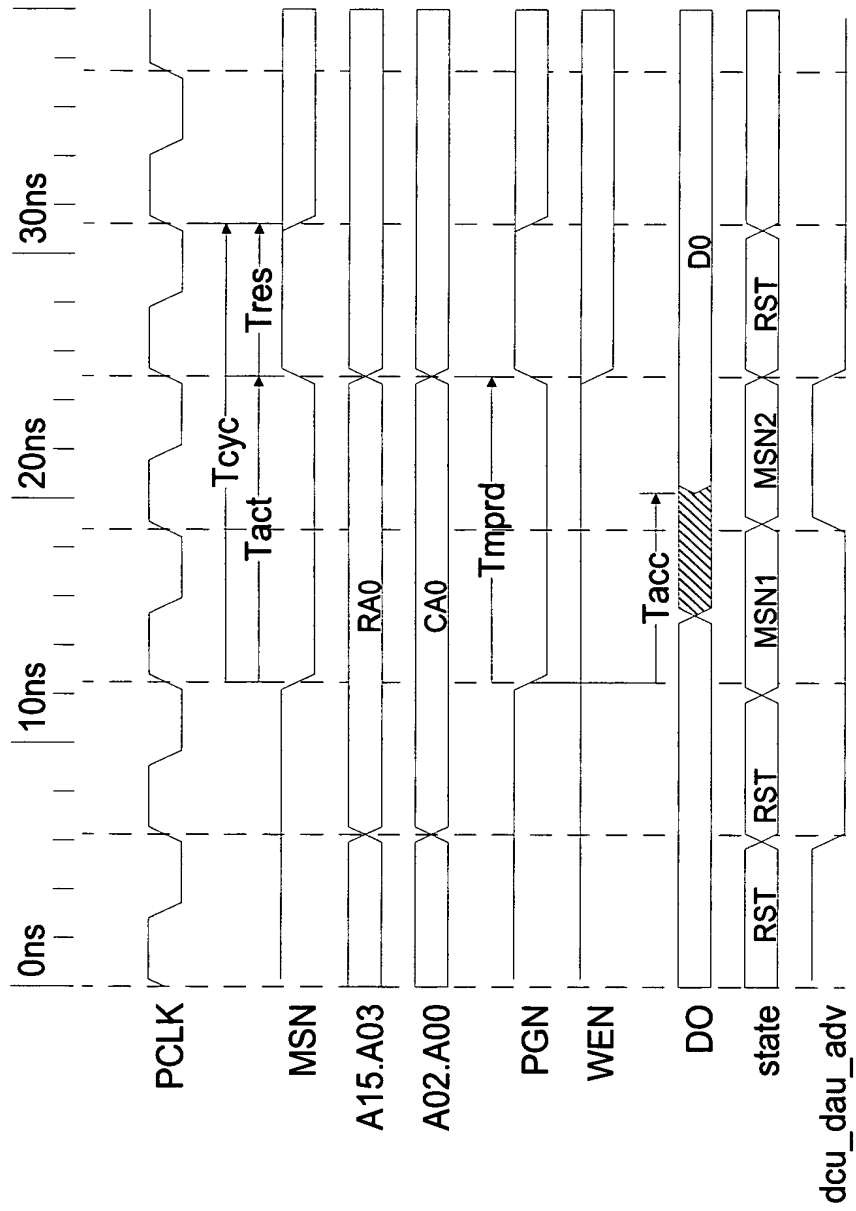 0ns 10ns 20ns 30ns
PCLK
Tcyc
Tact Tres
MSN
A15.A03 RA0
A02.A00 CA0
Tmprd
PGN
WEN
Tacc
DO D0
state RST RST MSN1 MSN2 RST
dcu_dau_adv